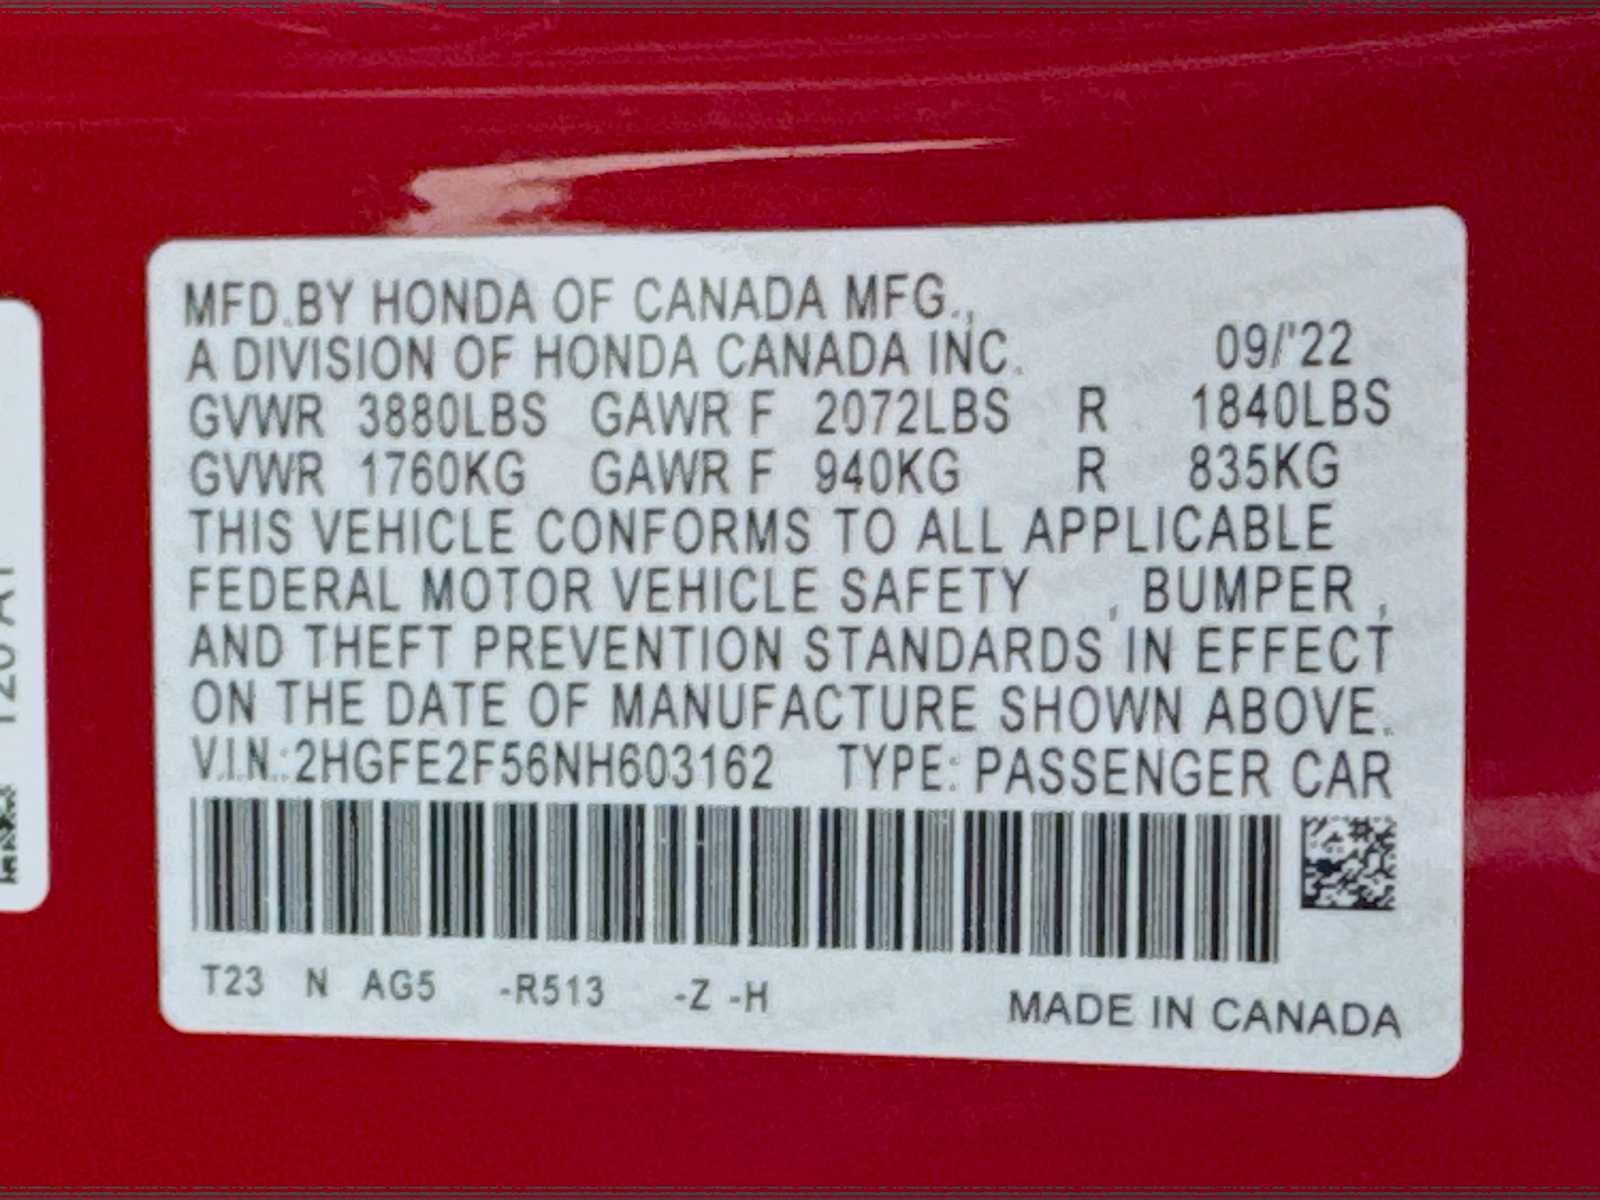 MFD.BY HONDA OF CANADA MFG.,
A DIVISION OF HONDA CANADA INC. 09/'22
GVWR 3880LBS GAWR F 2072LBS R 1840LBS
GVWR 1760KG GAWR F 940KG R 835KG
THIS VEHICLE CONFORMS TO ALL APPLICABLE
FEDERAL MOTOR VEHICLE SAFETY , BUMPER ,
AND THEFT PREVENTION STANDARDS IN EFFECT
ON THE DATE OF MANUFACTURE SHOWN ABOVE.
V.I.N.:2HGFE2F56NH603162 TYPE: PASSENGER CAR
T23 N AG5 -R513 -Z -H
MADE IN CANADA